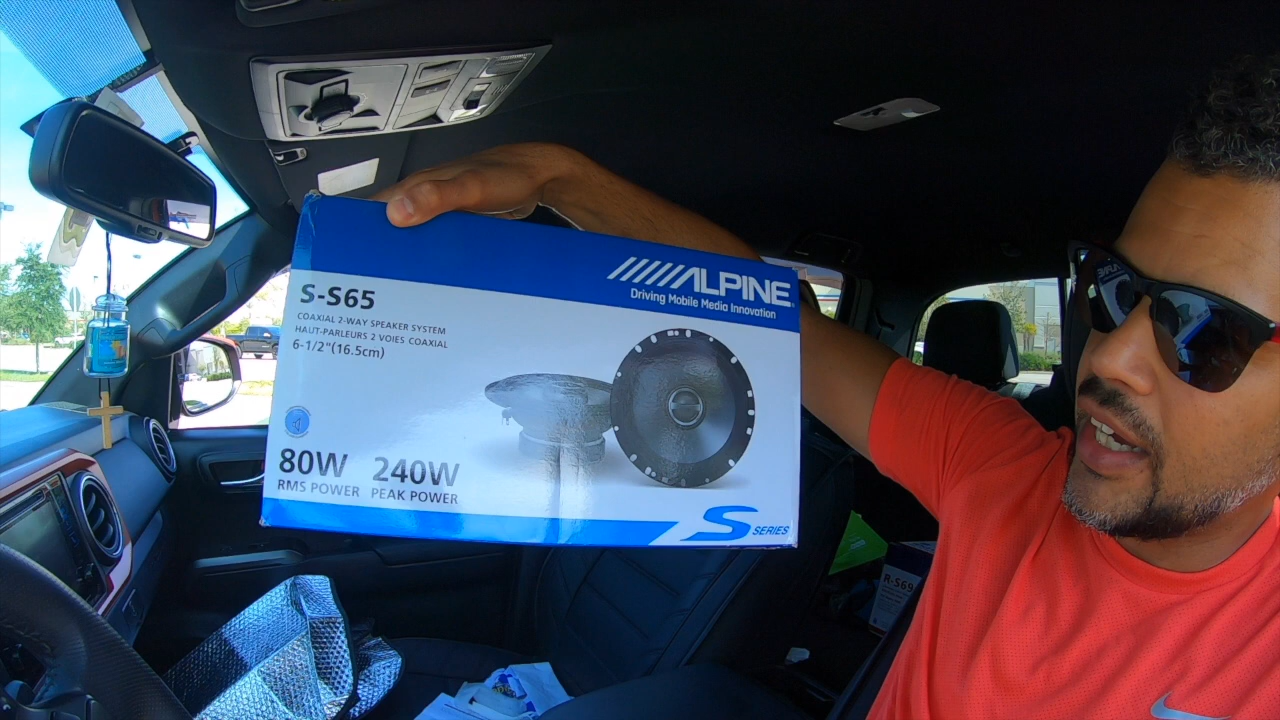 ALPINE
Driving Mobile Media Innovation
S-S65
COAXIAL 2-WAY SPEAKER SYSTEM
HAUT-PARLEURS 2 VOIES COAXIAL
6-1/2"(16.5cm)
80W 240W
RMS POWER PEAK POWER
S SERIES
R-S69